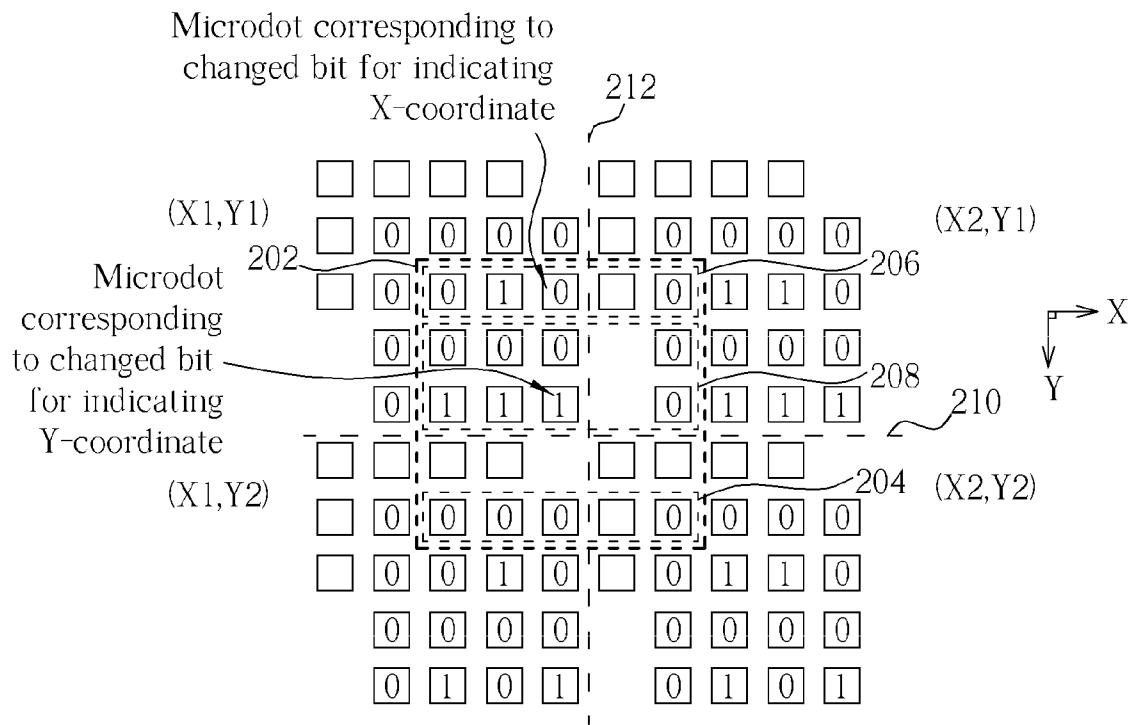 Microdot corresponding to
changed bit for indicating
X-coordinate
212
(X1,Y1)
(X2,Y1)
0 0 0 0 0 0 0 0
202
206
Microdot
corresponding
to changed bit
for indicating
Y-coordinate
0 0 1 0 0 1 1 0
X
Y
0 0 0 0 0 0 0 0
208
0 1 1 1 0 1 1 1
210
(X1,Y2)
204
(X2,Y2)
0 0 0 0 0 0 0 0
0 0 1 0 0 1 1 0
0 0 0 0 0 0 0 0
0 1 0 1 0 1 0 1